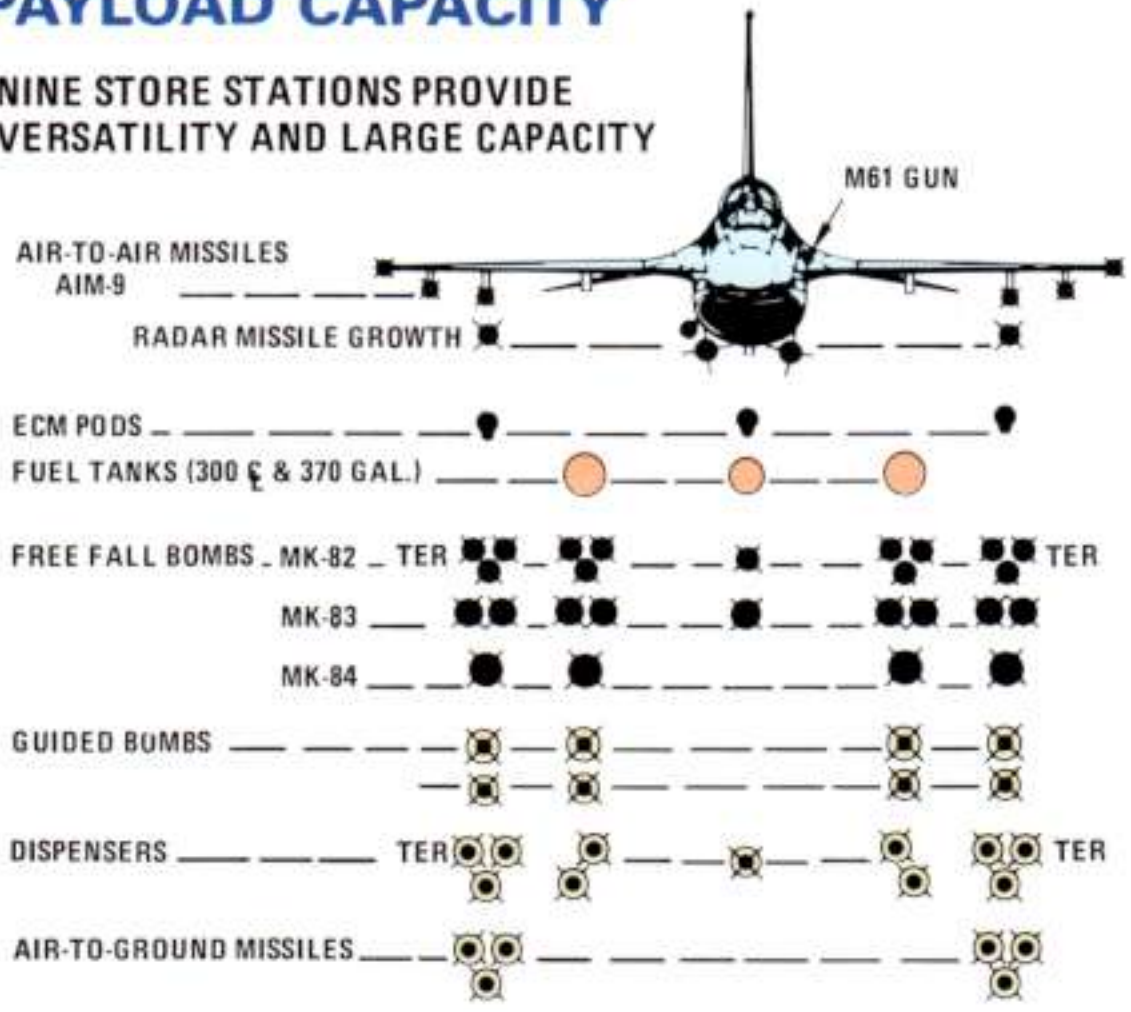 PAYLOAD CAPACITY
NINE STORE STATIONS PROVIDE
VERSATILITY AND LARGE CAPACITY
M61 GUN
AIR-TO-AIR MISSILES
AIM-9
RADAR MISSILE GROWTH
ECM PODS
FUEL TANKS (300 ℄ & 370 GAL.)
FREE FALL BOMBS MK-82 TER TER
MK-83
MK-84
GUIDED BOMBS
DISPENSERS TER TER
AIR-TO-GROUND MISSILES